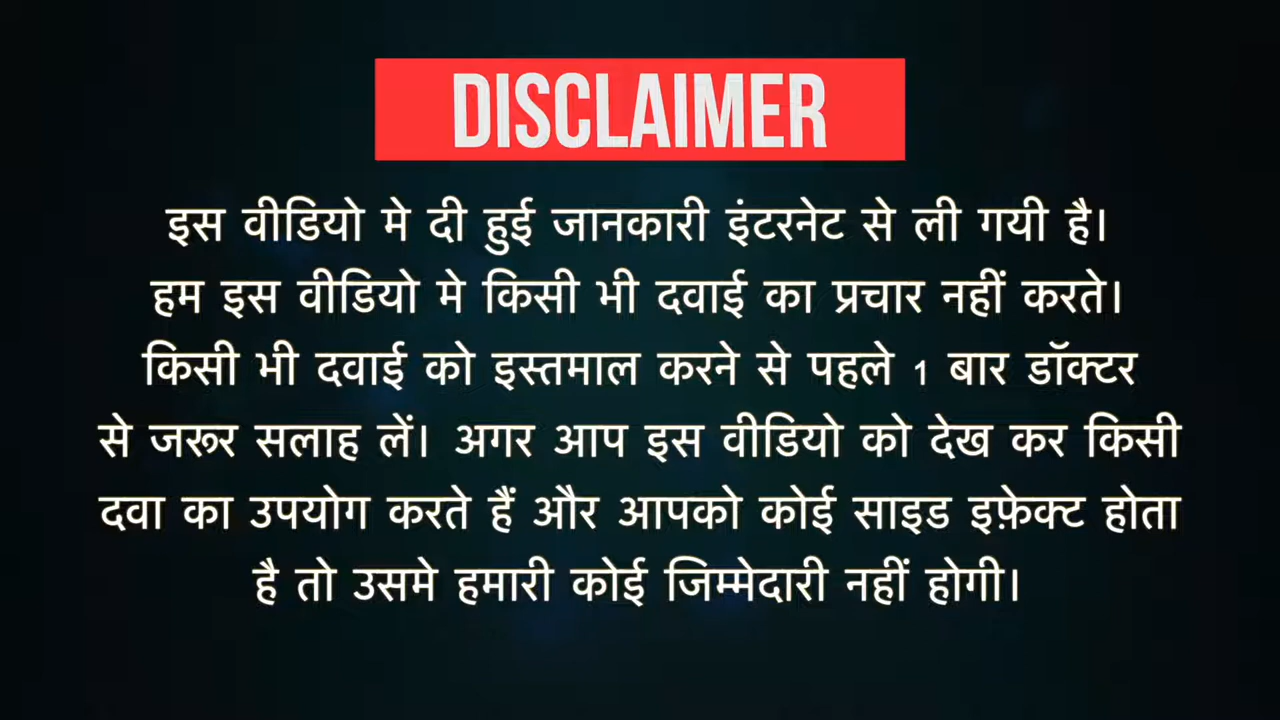 DISCLAIMER
इस वीडियो मे दी हुई जानकारी इंटरनेट से ली गयी है।
हम इस वीडियो मे किसी भी दवाई का प्रचार नहीं करते।
किसी भी दवाई को इस्तमाल करने से पहले 1 बार डॉक्टर
से जरूर सलाह लें। अगर आप इस वीडियो को देख कर किसी
दवा का उपयोग करते हैं और आपको कोई साइड इफ़ेक्ट होता
है तो उसमे हमारी कोई जिम्मेदारी नहीं होगी।